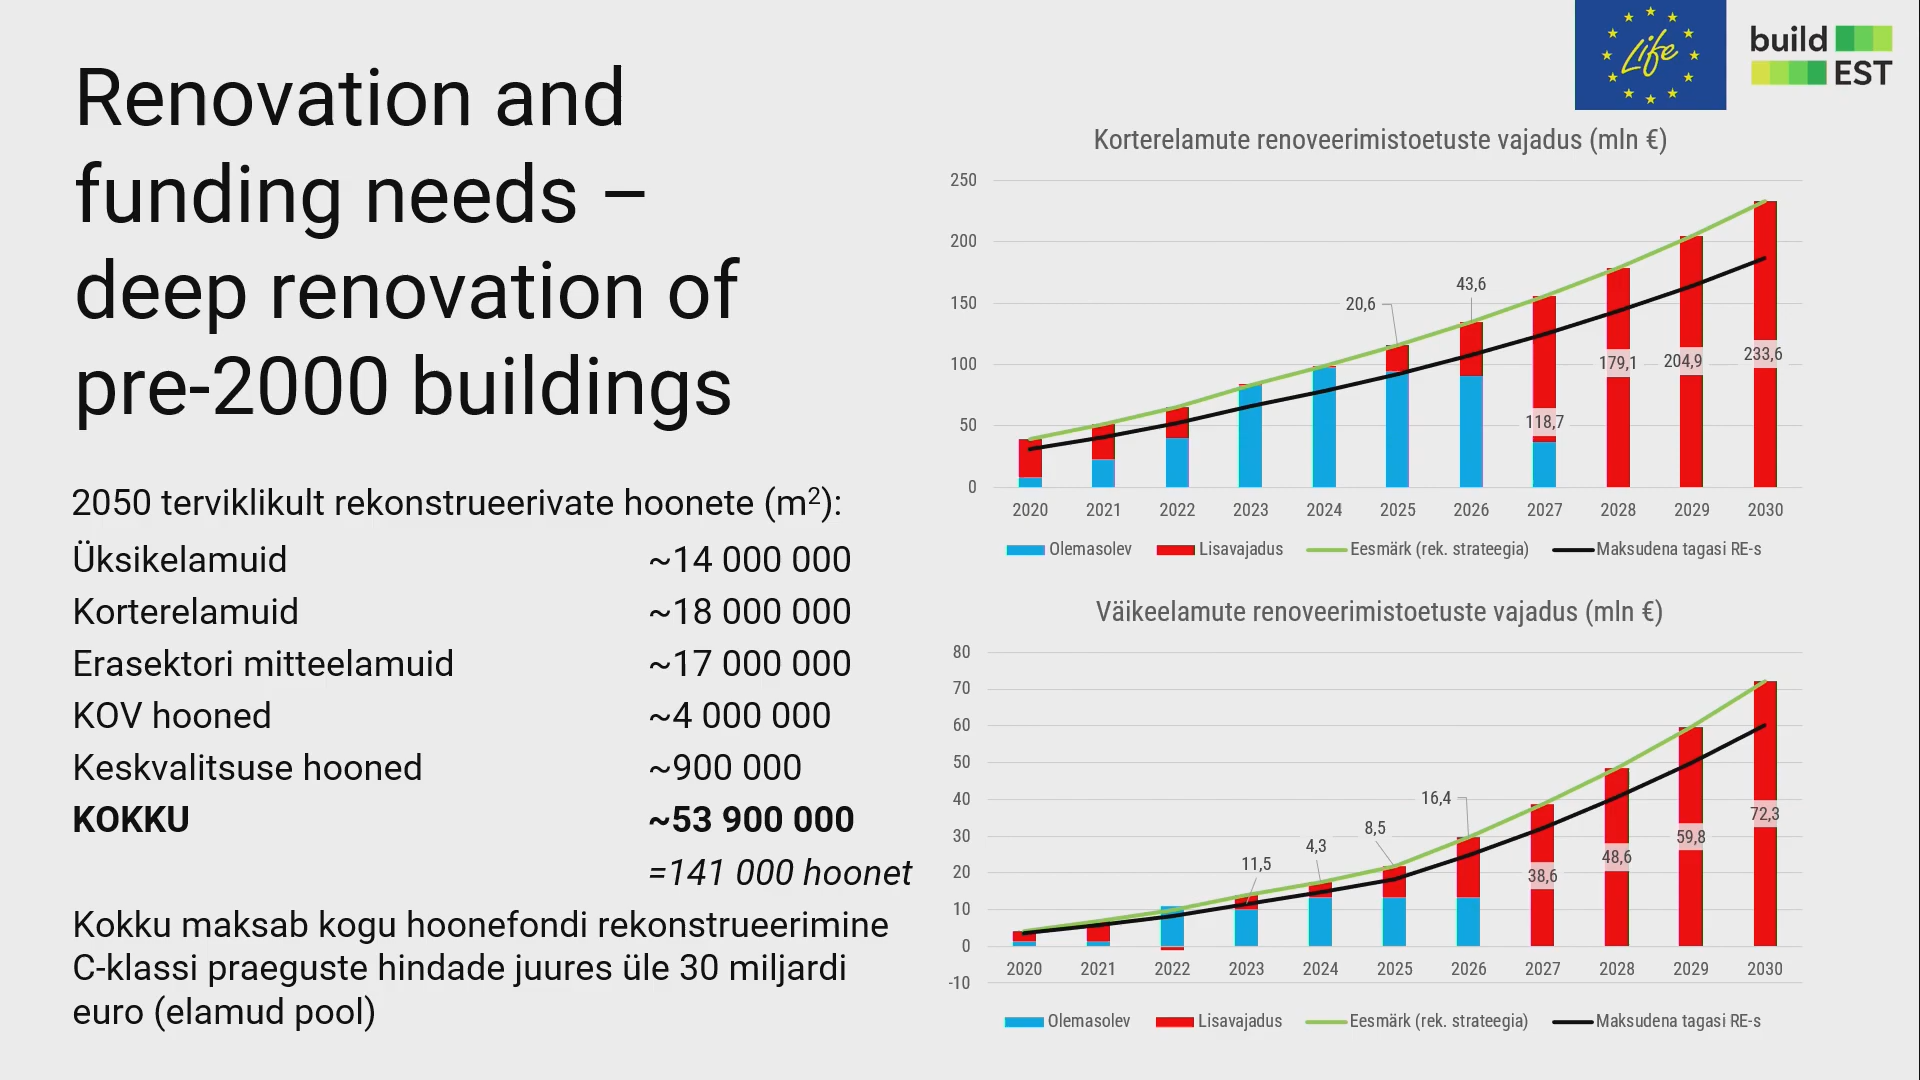 Renovation and
funding needs –
deep renovation of
pre-2000 buildings
2050 terviklikult rekonstrueerivate hoonete (m²):
Üksikelamuid ~14 000 000
Korterelamuid ~18 000 000
Erasektori mitteelamuid ~17 000 000
KOV hooned ~4 000 000
Keskvalitsuse hooned ~900 000
KOKKU ~53 900 000
=141 000 hoonet
Kokku maksab kogu hoonefondi rekonstrueerimine
C-klassi praeguste hindade juures üle 30 miljardi
euro (elamud pool)
Life
build
EST
Korterelamute renoveerimistoetuste vajadus (mln €)
250
200
150
100
50
0
20,6
43,6
118,7
179,1
204,9
233,6
2020 2021 2022 2023 2024 2025 2026 2027 2028 2029 2030
Olemasolev Lisavajadus Eesmärk (rek. strateegia) Maksudena tagasi RE-s
Väikeelamute renoveerimistoetuste vajadus (mln €)
80
70
60
50
40
30
20
10
0
-10
11,5
4,3
8,5
16,4
38,6
48,6
59,8
72,3
2020 2021 2022 2023 2024 2025 2026 2027 2028 2029 2030
Olemasolev Lisavajadus Eesmärk (rek. strateegia) Maksudena tagasi RE-s